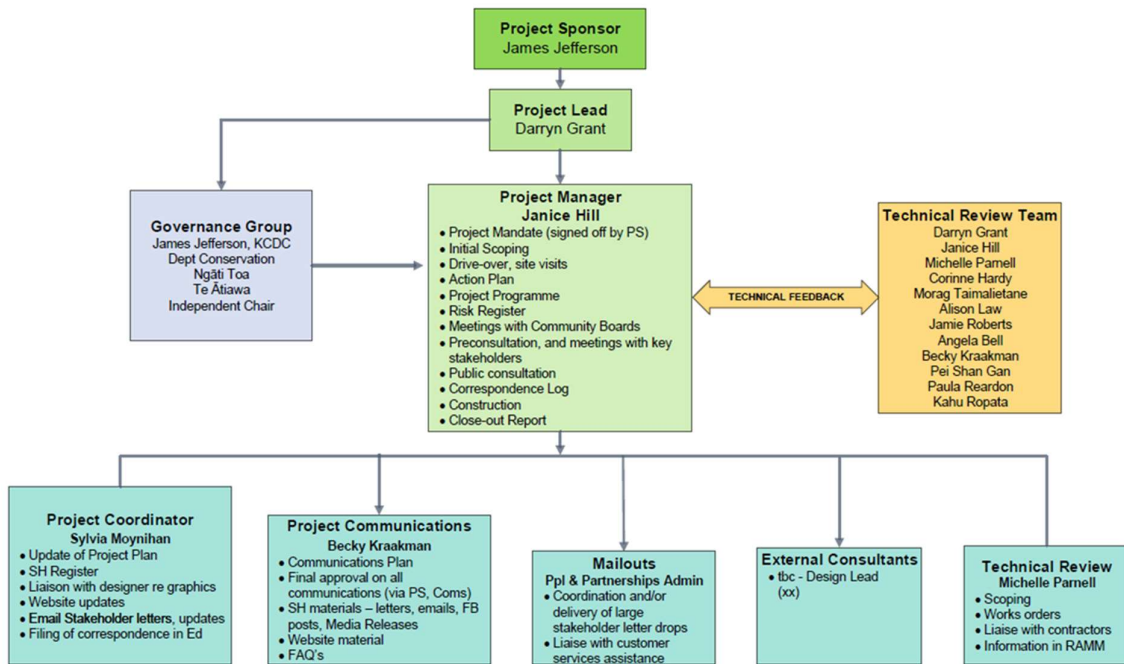 Project Sponsor
James Jefferson
Project Lead
Darryn Grant
Governance Group
James Jefferson, KCDC
Dept Conservation
Ngāti Toa
Te Ātiawa
Independent Chair
Project Manager
Janice Hill
• Project Mandate (signed off by PS)
• Initial Scoping
• Drive-over, site visits
• Action Plan
• Project Programme
• Risk Register
• Meetings with Community Boards
• Preconsultation, and meetings with key
stakeholders
• Public consultation
• Correspondence Log
• Construction
• Close-out Report
TECHNICAL FEEDBACK
Technical Review Team
Darryn Grant
Janice Hill
Michelle Parnell
Corinne Hardy
Morag Taimalietane
Alison Law
Jamie Roberts
Angela Bell
Becky Kraakman
Pei Shan Gan
Paula Reardon
Kahu Ropata
Project Coordinator
Sylvia Moynihan
• Update of Project Plan
• SH Register
• Liaison with designer re graphics
• Website updates
• Email Stakeholder letters, updates
• Filing of correspondence in Ed
Project Communications
Becky Kraakman
• Communications Plan
• Final approval on all
communications (via PS, Coms)
• SH materials – letters, emails, FB
posts, Media Releases
• Website material
• FAQ's
Mailouts
Ppl & Partnerships Admin
• Coordination and/or
delivery of large
stakeholder letter drops
• Liaise with customer
services assistance
External Consultants
• tbc - Design Lead
(xx)
Technical Review
Michelle Parnell
• Scoping
• Works orders
• Liaise with contractors
• Information in RAMM